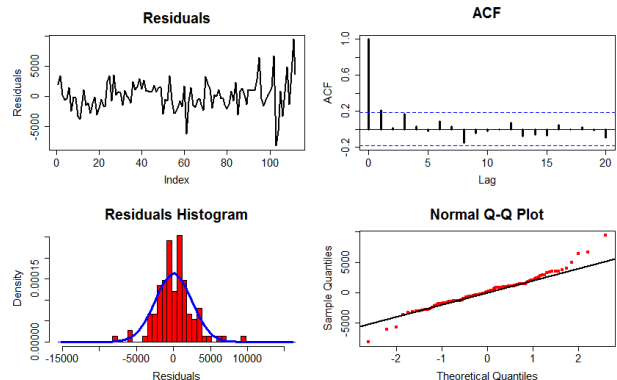 Residuals
Residuals
5000
0
-5000
0
20
40
60
80
100
Index
ACF
ACF
1.0
0.6
0.2
-0.2
0
5
10
15
20
Lag
Residuals Histogram
Density
0.00015
0.00000
-15000
-5000
0
5000
10000
Residuals
Normal Q-Q Plot
Sample Quantiles
5000
0
-5000
-2
-1
0
1
2
Theoretical Quantiles